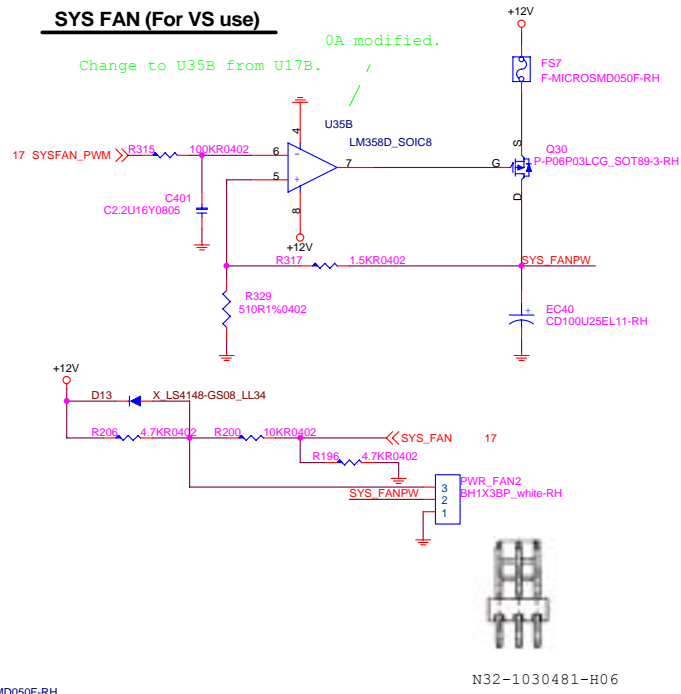 SYS FAN (For VS use)
0A modified.
Change to U35B from U17B.
+12V
FS7
F-MICROSMD050F-RH
U35B
LM358D_SOIC8
4
17 SYSFAN_PWM
R315
100KR0402
6
5
7
8
+12V
G
S
D
Q30
P-P06P03LCG_SOT89-3-RH
C401
C2.2U16Y0805
R317
1.5KR0402
SYS_FANPW
R329
510R1%0402
EC40
CD100U25EL11-RH
+12V
D13
X_LS4148-GS08_LL34
R206
4.7KR0402
R200
10KR0402
SYS_FAN
17
R196
4.7KR0402
PWR_FAN2
BH1X3BP_white-RH
SYS_FANPW
3
2
1
N32-1030481-H06
MD050F-RH